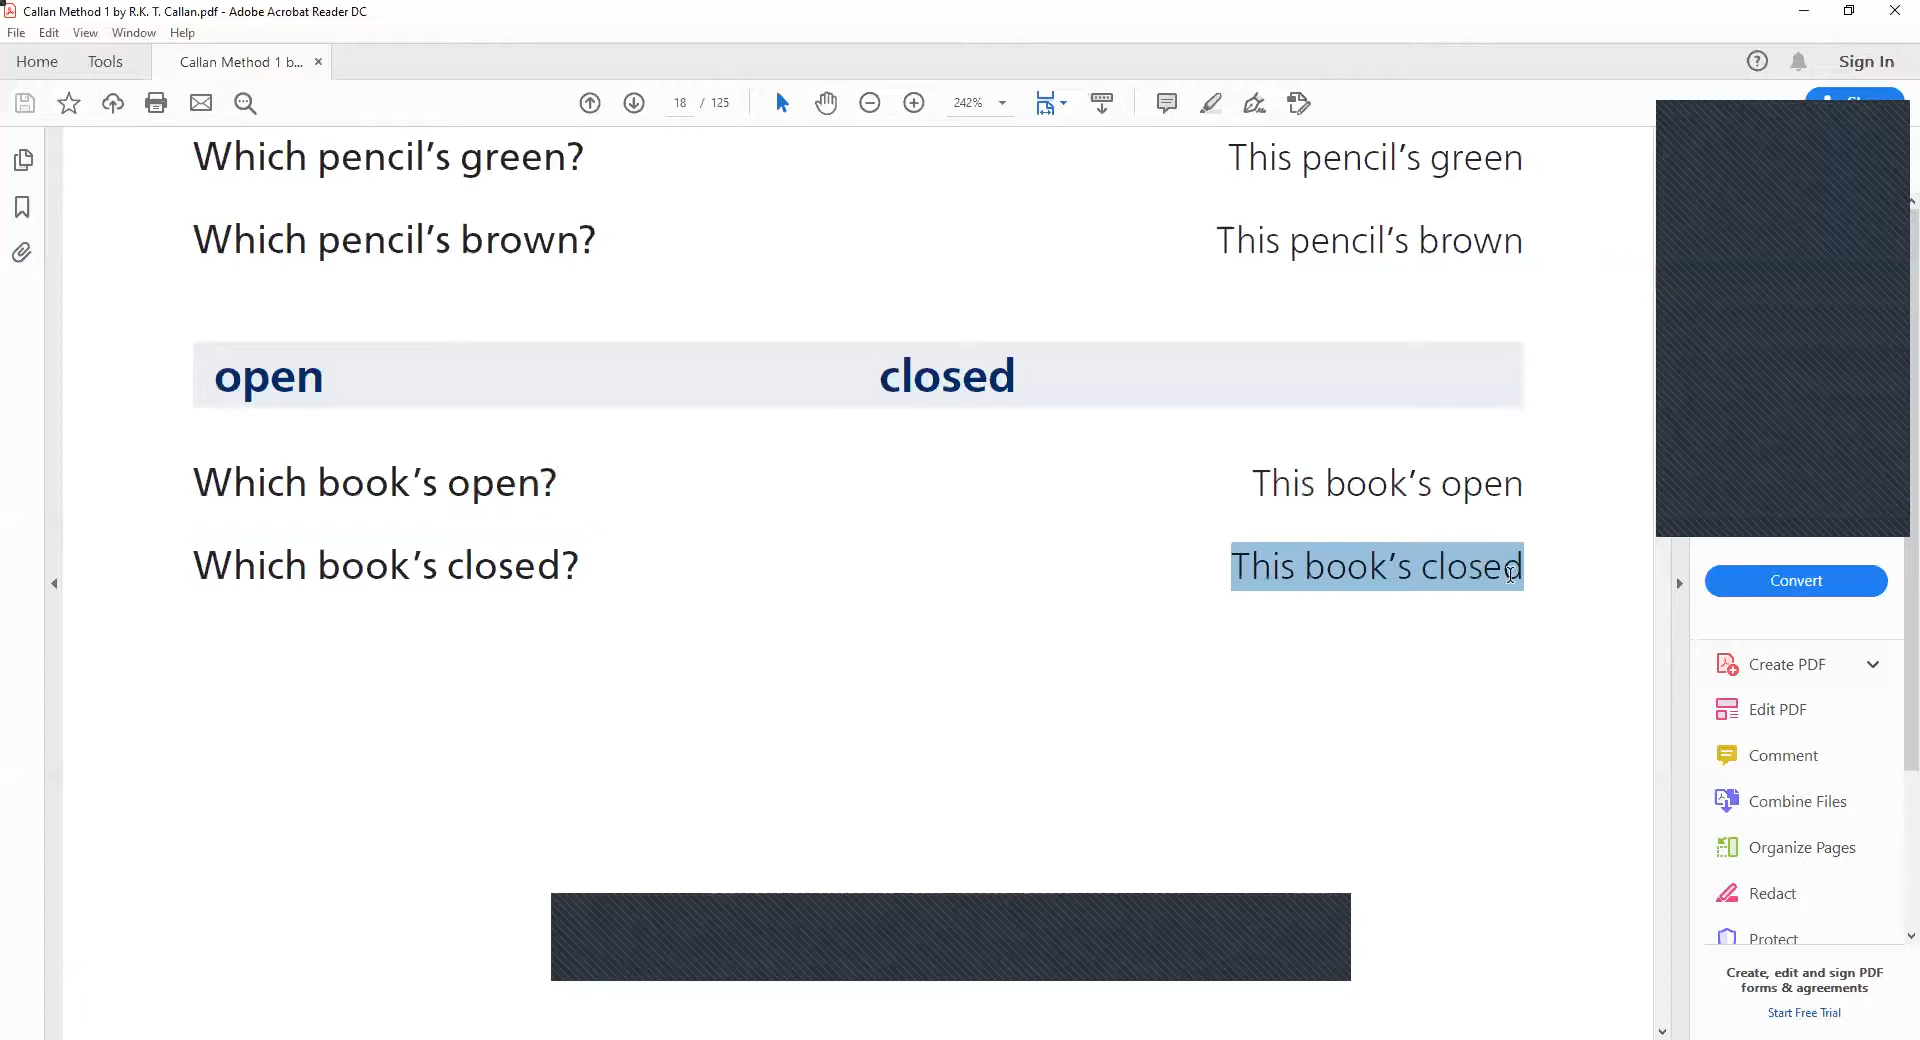 Callan Method 1 by R.K. T. Callan.pdf - Adobe Acrobat Reader DC
File Edit View Window Help
Home Tools Callan Method 1 b... × Sign In
18 / 125 242%
Which pencil’s green? This pencil’s green
Which pencil’s brown? This pencil’s brown
open closed
Which book’s open? This book’s open
Which book’s closed? This book’s closed
Convert
Create PDF
Edit PDF
Comment
Combine Files
Organize Pages
Redact
Protect
Create, edit and sign PDF
forms & agreements
Start Free Trial